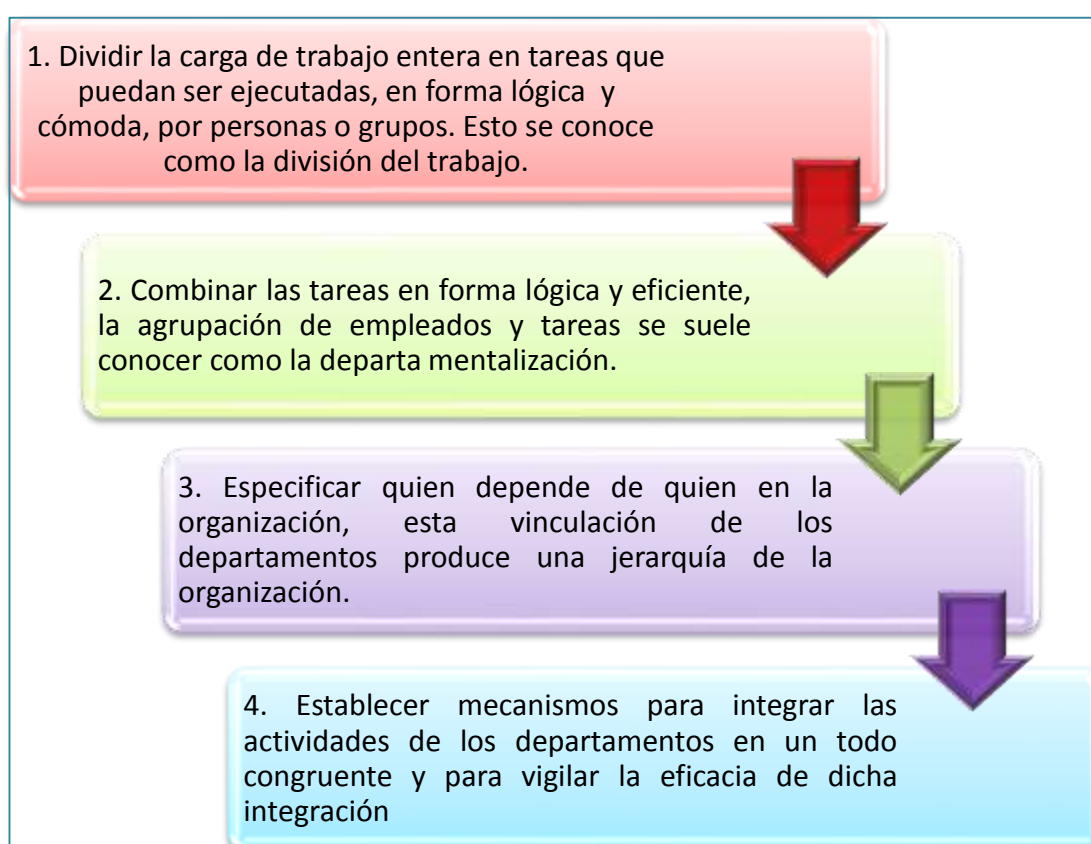 1. Dividir la carga de trabajo entera en tareas que
puedan ser ejecutadas, en forma lógica y
cómoda, por personas o grupos. Esto se conoce
como la división del trabajo.
2. Combinar las tareas en forma lógica y eficiente,
la agrupación de empleados y tareas se suele
conocer como la departa mentalización.
3. Especificar quien depende de quien en la
organización, esta vinculación de los
departamentos produce una jerarquía de la
organización.
4. Establecer mecanismos para integrar las
actividades de los departamentos en un todo
congruente y para vigilar la eficacia de dicha
integración